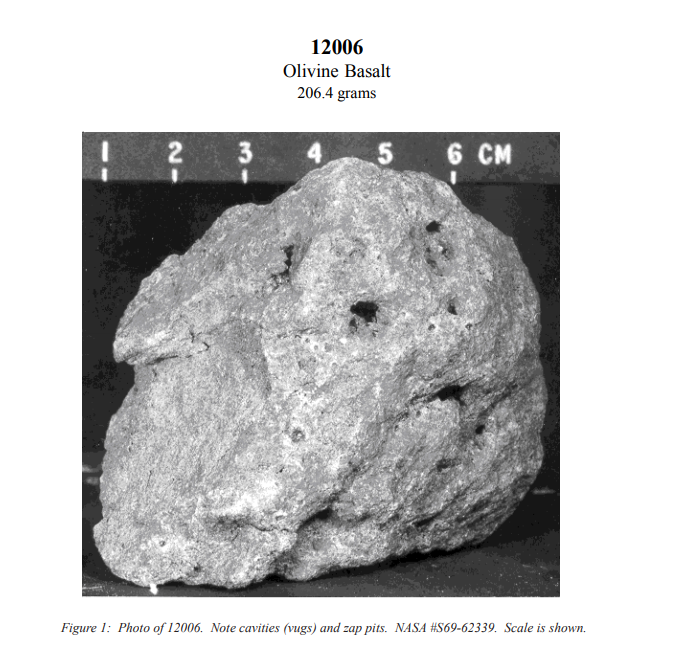 12006
Olivine Basalt
206.4 grams
1 2 3 4 5 6 CM
Figure 1: Photo of 12006. Note cavities (vugs) and zap pits. NASA #S69-62339. Scale is shown.